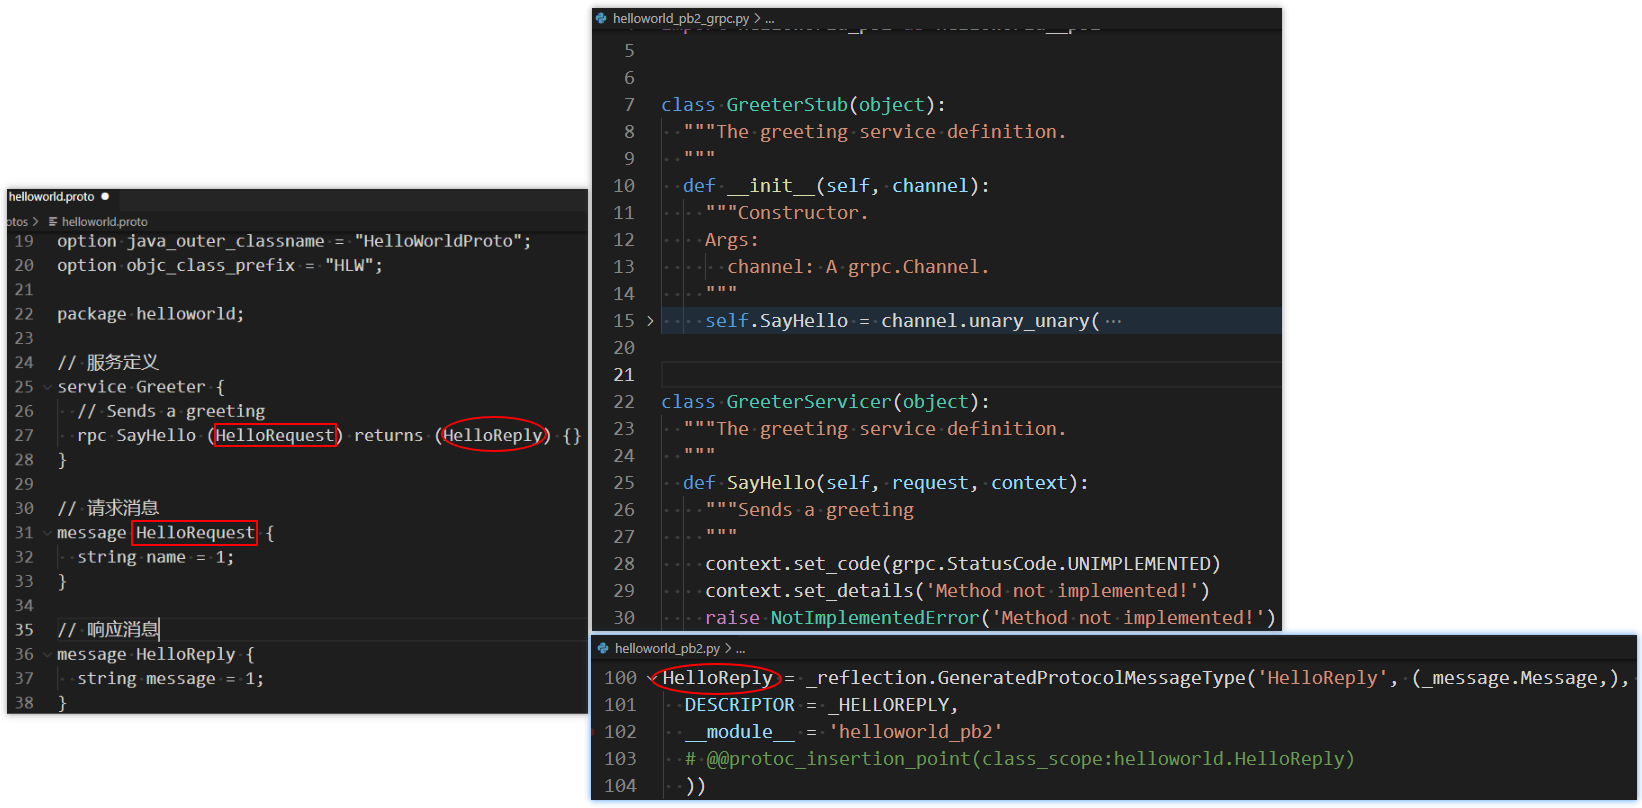 helloworld.proto ●
otos > helloworld.proto
19 option java_outer_classname = "HelloWorldProto";
20 option objc_class_prefix = "HLW";
21
22 package helloworld;
23
24 // 服务定义
25 service Greeter {
26 // Sends a greeting
27 rpc SayHello (HelloRequest) returns (HelloReply) {}
28 }
29
30 // 请求消息
31 message HelloRequest {
32 string name = 1;
33 }
34
35 // 响应消息
36 message HelloReply {
37 string message = 1;
38 }
helloworld_pb2_grpc.py > ...
5
6
7 class GreeterStub(object):
8 """The greeting service definition.
9 """
10 def __init__(self, channel):
11 """Constructor.
12 Args:
13 channel: A grpc.Channel.
14 """
15 > self.SayHello = channel.unary_unary(…
20
21
22 class GreeterServicer(object):
23 """The greeting service definition.
24 """
25 def SayHello(self, request, context):
26 """Sends a greeting
27 """
28 context.set_code(grpc.StatusCode.UNIMPLEMENTED)
29 context.set_details('Method not implemented!')
30 raise NotImplementedError('Method not implemented!')
helloworld_pb2.py > ...
100 HelloReply = _reflection.GeneratedProtocolMessageType('HelloReply', (_message.Message,),
101 DESCRIPTOR = _HELLOREPLY,
102 __module__ = 'helloworld_pb2'
103 # @@protoc_insertion_point(class_scope:helloworld.HelloReply)
104 ))